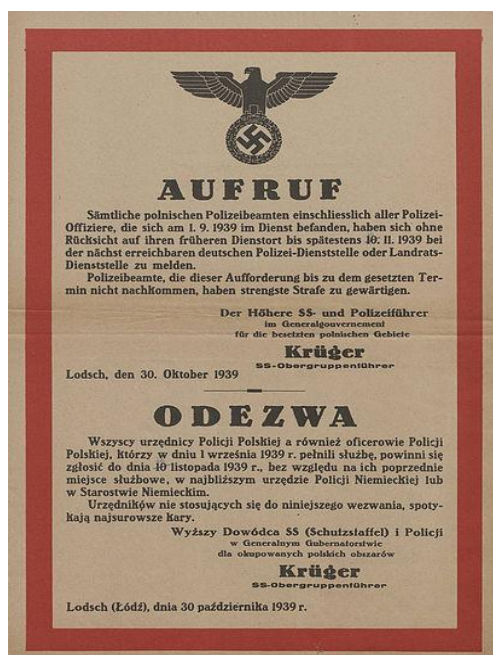 AUFRUF
Sämtliche polnischen Polizeibeamten einschliesslich aller Polizei-
Offiziere, die sich am 1. 9. 1939 im Dienst befanden, haben sich ohne
Rücksicht auf ihren früheren Dienstort bis spätestens 10. 11. 1939 bei
der nächst erreichbaren deutschen Polizei-Dienststelle oder Landrats-
Dienststelle zu melden.
Polizeibeamte, die dieser Aufforderung bis zu dem gesetzten Ter-
min nicht nachkommen, haben strengste Strafe zu gewärtigen.
Der Höhere SS- und Polizeiführer
im Generalgouvernement
für die besetzten polnischen Gebiete
Krüger
SS-Obergruppenführer
Lodsch, den 30. Oktober 1939
ODEZWA
Wszyscy urzędnicy Policji Polskiej a również oficerowie Policji
Polskiej, którzy w dniu 1 września 1939 r. pełnili służbę, powinni się
zgłosić do dnia 10 listopada 1939 r., bez względu na ich poprzednie
miejsce służbowe, w najbliższym urzędzie Policji Niemieckiej lub
w Starostwie Niemieckim.
Urzędników nie stosujących się do niniejszego wezwania, spoty-
kają najsurowsze kary.
Wyższy Dowódca SS (Schutzstaffel) i Policji
w Generalnym Gubernatorstwie
dla okupowanych polskich obszarów
Krüger
SS-Obergruppenführer
Lodsch (Łódź), dnia 30 października 1939 r.